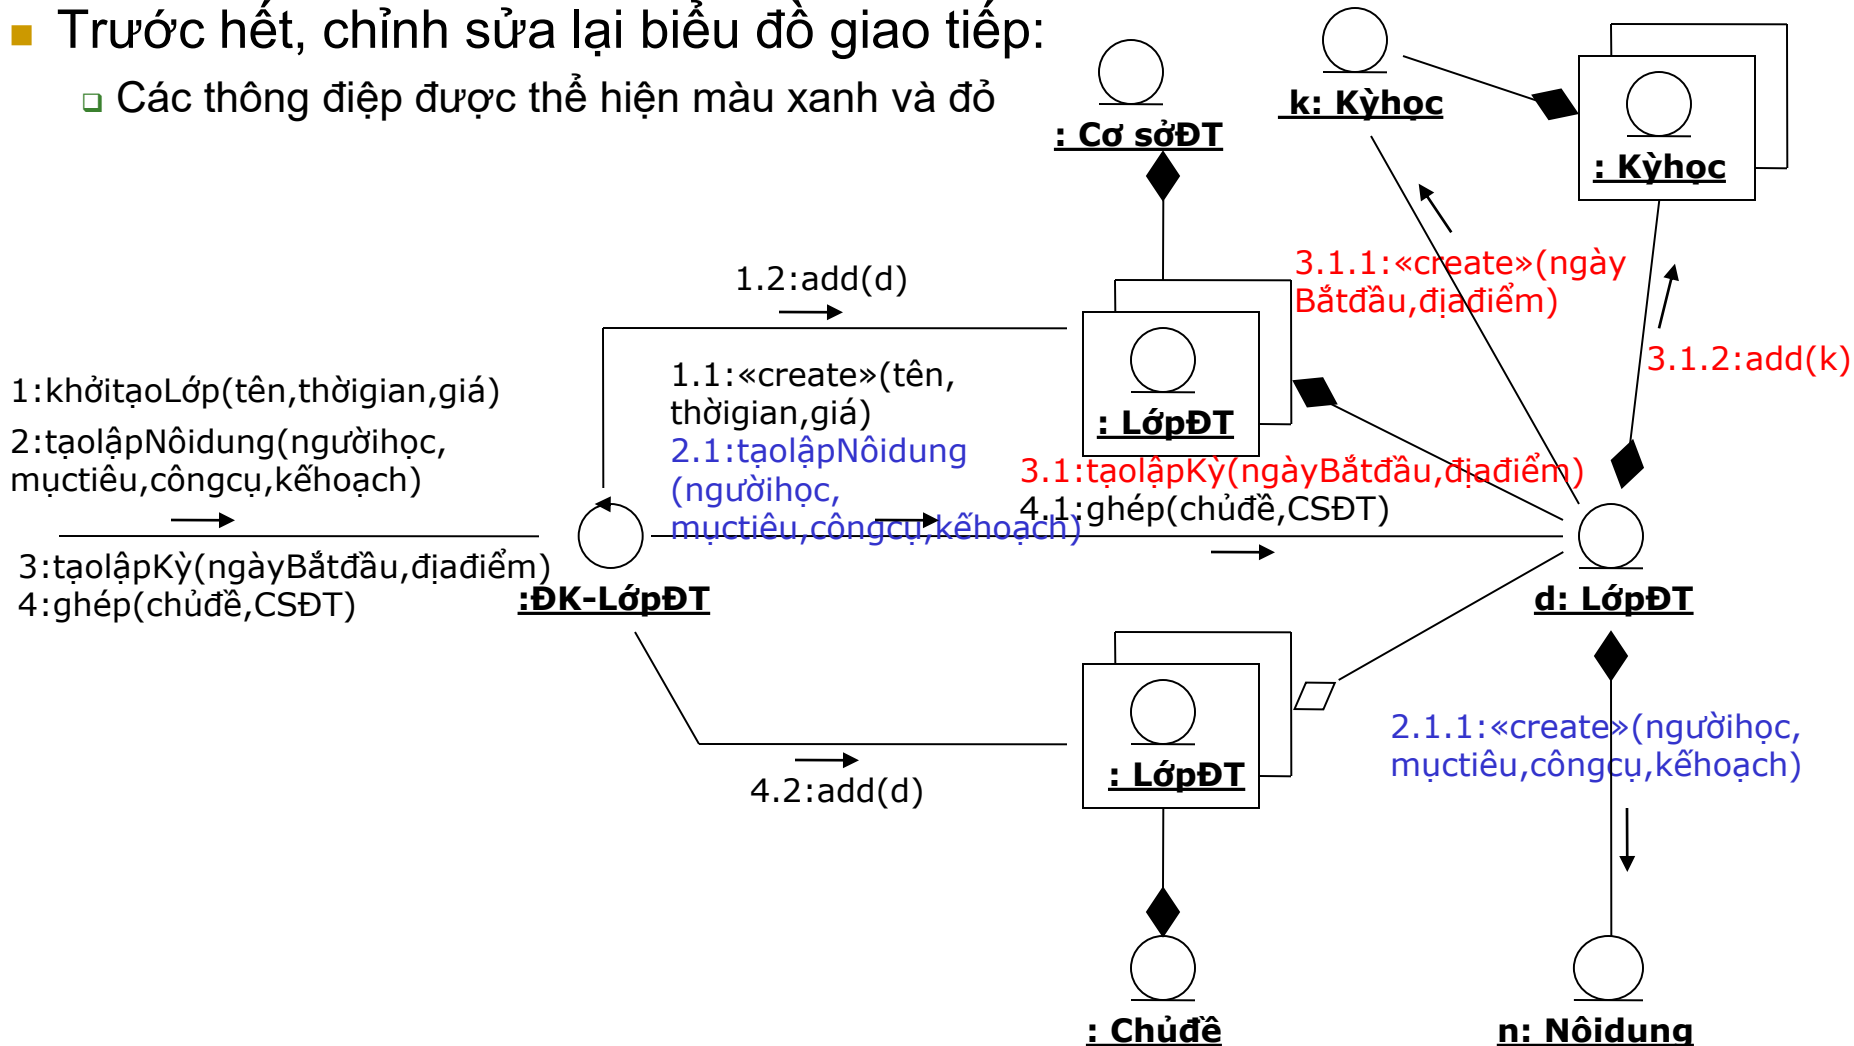 Trước hết, chỉnh sửa lại biểu đồ giao tiếp:
Các thông điệp được thể hiện màu xanh và đỏ
: Cơ sởĐT
k: Kỳhọc
: Kỳhọc
1.2:add(d)
3.1.1:«create»(ngày
Bắtđầu,địađiểm)
3.1.2:add(k)
1:khởitạoLớp(tên,thờigian,giá)
2:tạolậpNôidung(ngườihọc,
mụctiêu,côngcụ,kếhoạch)
1.1:«create»(tên,
thờigian,giá)
2.1:tạolậpNôidung
(ngườihọc,
mụctiêu,côngcụ,kếhoạch)
: LớpĐT
3.1:tạolậpKỳ(ngàyBắtđầu,địađiểm)
4.1:ghép(chủđề,CSĐT)
3:tạolậpKỳ(ngàyBắtđầu,địađiểm)
4:ghép(chủđề,CSĐT)
:ĐK-LớpĐT
d: LớpĐT
4.2:add(d)
: LớpĐT
2.1.1:«create»(ngườihọc,
mụctiêu,côngcụ,kếhoạch)
: Chủđề
n: Nôidung